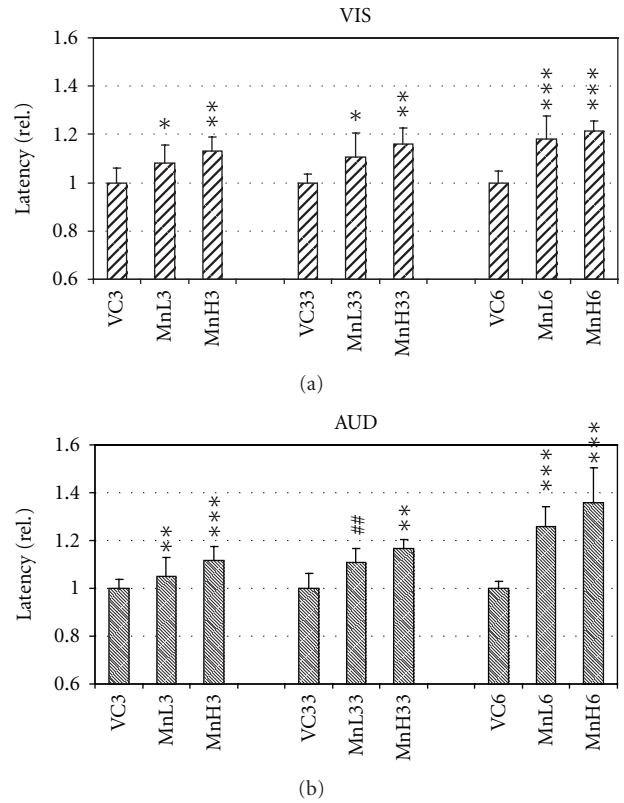 VIS
Latency (rel.)
1.6
1.4
1.2
1
0.8
0.6
*
**
*
**
***
***
VC3
MnL3
MnH3
VC33
MnL33
MnH33
VC6
MnL6
MnH6
(a)
AUD
Latency (rel.)
1.6
1.4
1.2
1
0.8
0.6
**
***
##
**
***
***
VC3
MnL3
MnH3
VC33
MnL33
MnH33
VC6
MnL6
MnH6
(b)